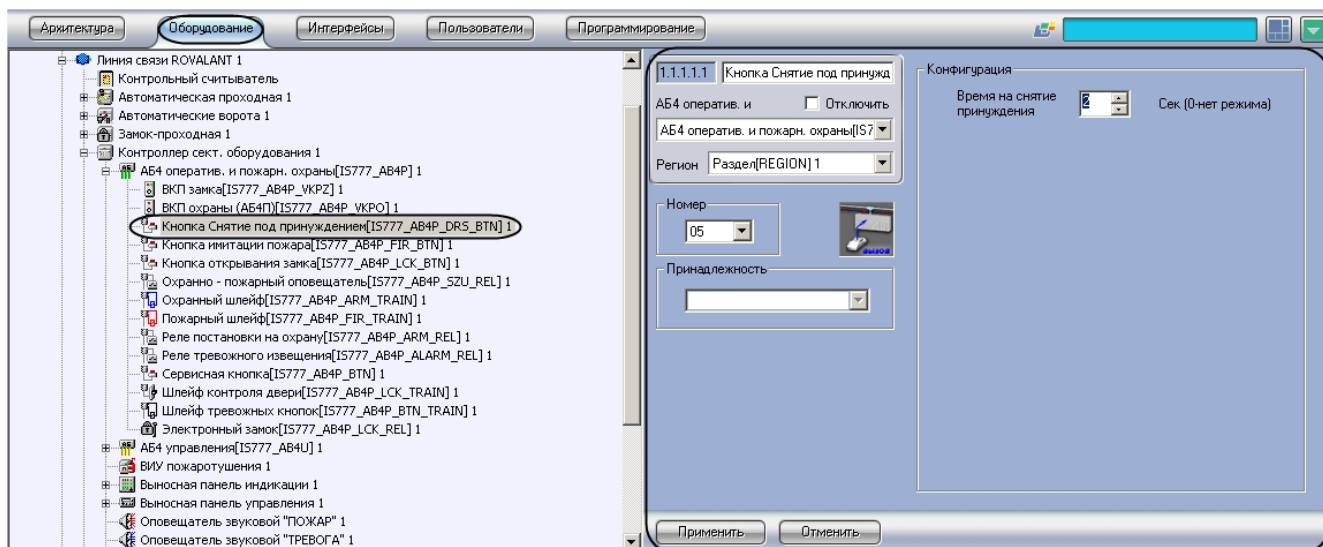 Архитектура
Оборудование
Интерфейсы
Пользователи
Программирование
Линия связи ROVALANT 1
Контрольный считыватель
Автоматическая проходная 1
Автоматические ворота 1
Замок-проходная 1
Контроллер сект. оборудования 1
АБ4 оператив. и пожарн. охраны[IS777_AB4P] 1
ВКП замка[IS777_AB4P_VKPZ] 1
ВКП охраны (АБ4П)[IS777_AB4P_VKPO] 1
Кнопка Снятие под принуждением[IS777_AB4P_DRS_BTN] 1
Кнопка имитации пожара[IS777_AB4P_FIR_BTN] 1
Кнопка открывания замка[IS777_AB4P_LCK_BTN] 1
Охранно - пожарный оповещатель[IS777_AB4P_SZU_REL] 1
Охранный шлейф[IS777_AB4P_ARM_TRAIN] 1
Пожарный шлейф[IS777_AB4P_FIR_TRAIN] 1
Реле постановки на охрану[IS777_AB4P_ARM_REL] 1
Реле тревожного извещения[IS777_AB4P_ALARM_REL] 1
Сервисная кнопка[IS777_AB4P_BTN] 1
Шлейф контроля двери[IS777_AB4P_LCK_TRAIN] 1
Шлейф тревожных кнопок[IS777_AB4P_BTN_TRAIN] 1
Электронный замок[IS777_AB4P_LCK_REL] 1
АБ4 управления[IS777_AB4U] 1
ВИУ пожаротушения 1
Выносная панель индикации 1
Выносная панель управления 1
Оповещатель звуковой "ПОЖАР" 1
Оповещатель звуковой "ТРЕВОГА" 1
1.1.1.1.1 Кнопка Снятие под принужд
АБ4 оператив. и Отключить
АБ4 оператив. и пожарн. охраны[IS7
Регион Раздел[REGION] 1
Номер
05
вызов
Принадлежность
Конфигурация
Время на снятие
принуждения 2 Сек (0-нет режима)
Применить
Отменить